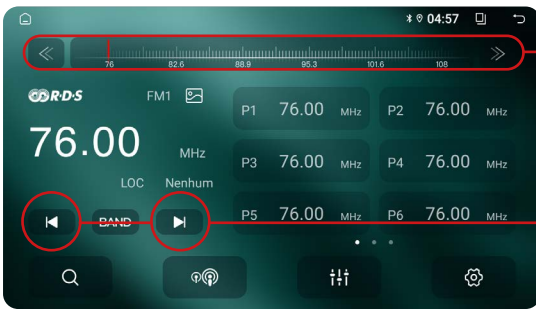 04:57
76 82.6 88.9 95.3 101.6 108
R·D·S FM1
76.00 MHz
LOC Nenhum
BAND
P1 76.00 MHz P2 76.00 MHz
P3 76.00 MHz P4 76.00 MHz
P5 76.00 MHz P6 76.00 MHz